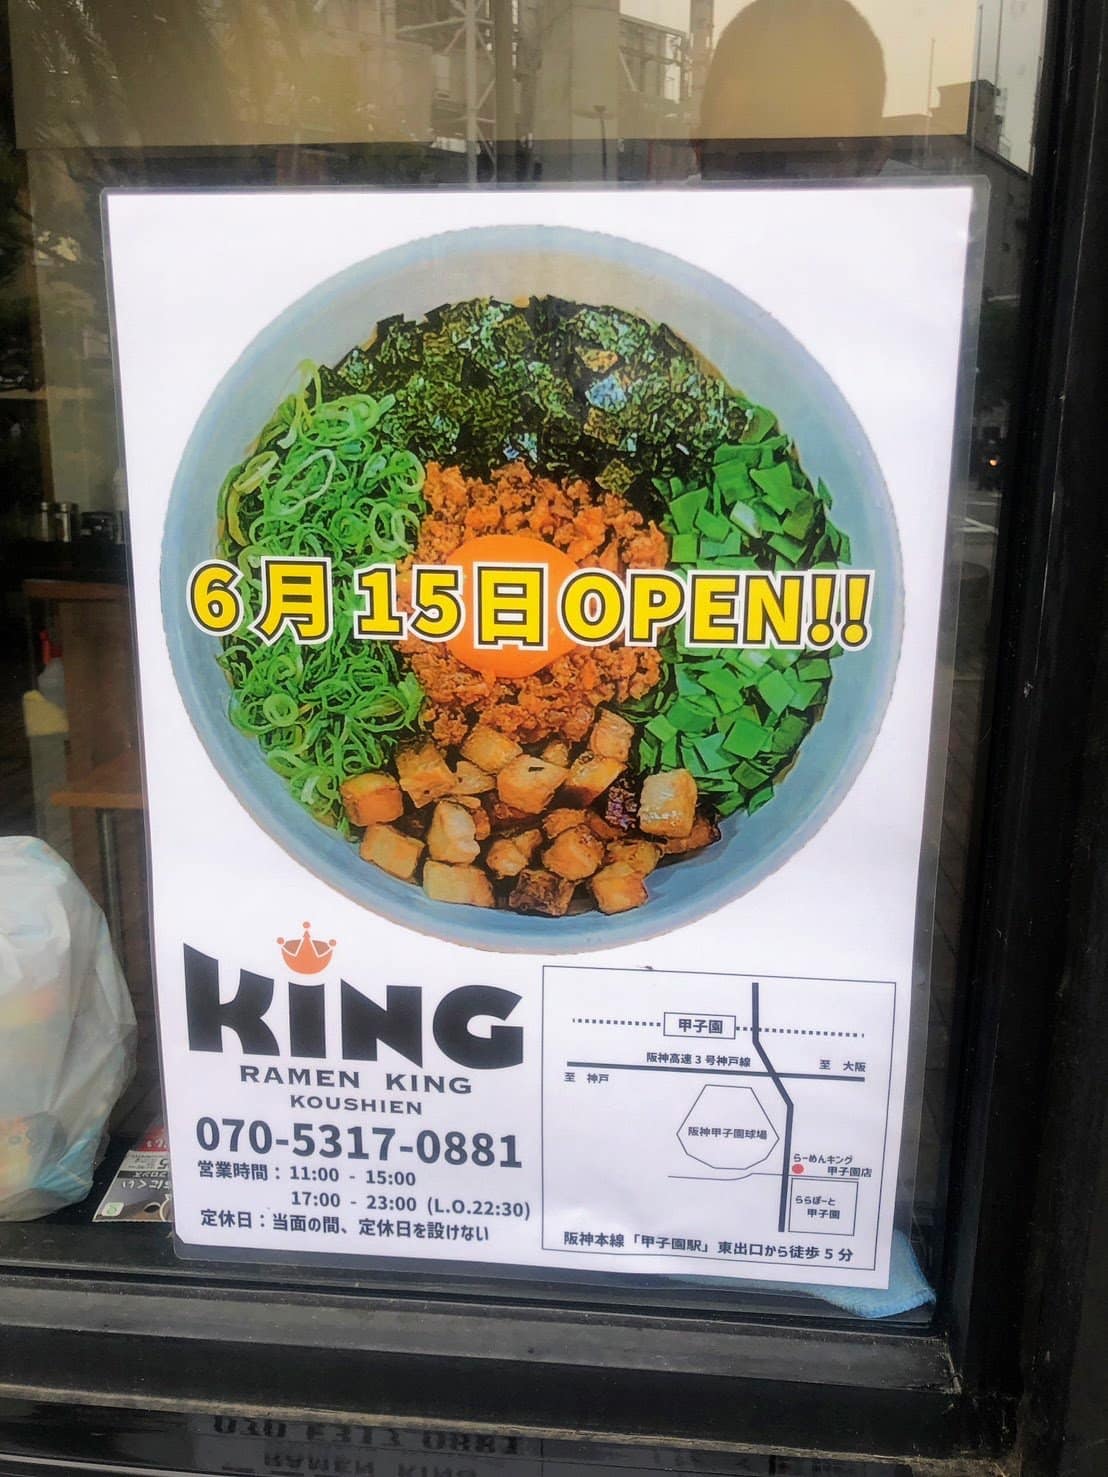 6月15日OPEN!!
KING
RAMEN KING
KOUSHIEN
070-5317-0881
営業時間：11:00 - 15:00
17:00 - 23:00 (L.O.22:30)
定休日：当面の間、定休日を設けない
甲子園
阪神高速3号神戸線
至 大阪
至 神戸
阪神甲子園球場
らーめんキング
甲子園店
ららぽーと
甲子園
阪神本線「甲子園駅」東出口から徒歩5分